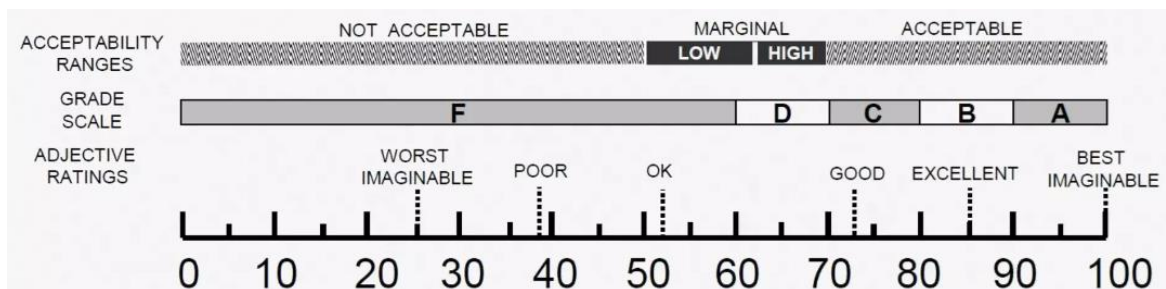 NOT ACCEPTABLE
MARGINAL
ACCEPTABLE
ACCEPTABILITY
RANGES
LOW
HIGH
GRADE
SCALE
F
D
C
B
A
ADJECTIVE
RATINGS
WORST
IMAGINABLE
POOR
OK
GOOD
EXCELLENT
BEST
IMAGINABLE
0 10 20 30 40 50 60 70 80 90 100